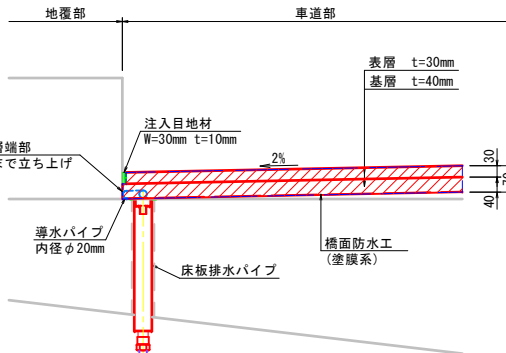 地覆部
車道部
表層 t=30mm
基層 t=40mm
注入目地材
W=30mm t=10mm
2%
端部
で立ち上げ
30
40
導水パイプ
内径φ20mm
橋面防水工
(塗膜系)
床板排水パイプ